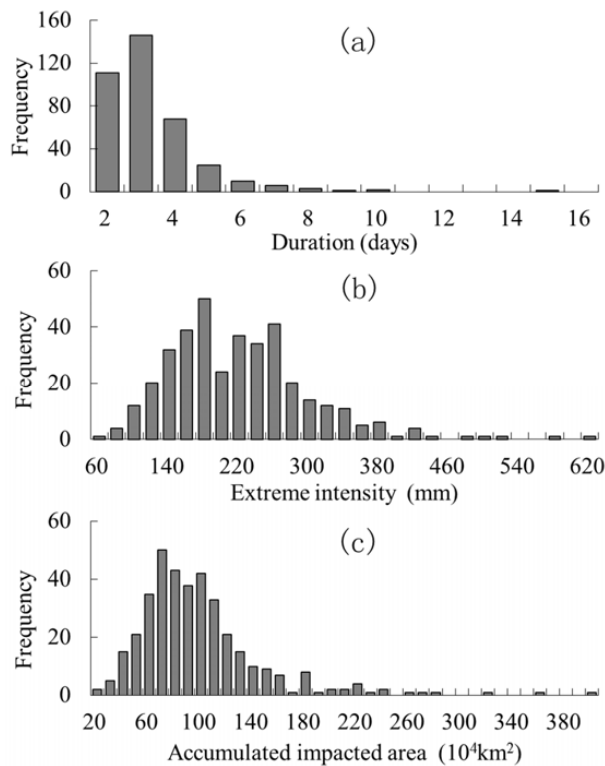 160
120
80
40
0
Frequency
(a)
2 4 6 8 10 12 14 16
Duration (days)
60
40
20
0
Frequency
(b)
60 140 220 300 380 460 540 620
Extreme intensity (mm)
60
40
20
0
Frequency
(c)
20 60 100 140 180 220 260 300 340 380
Accumulated impacted area (10⁴km²)